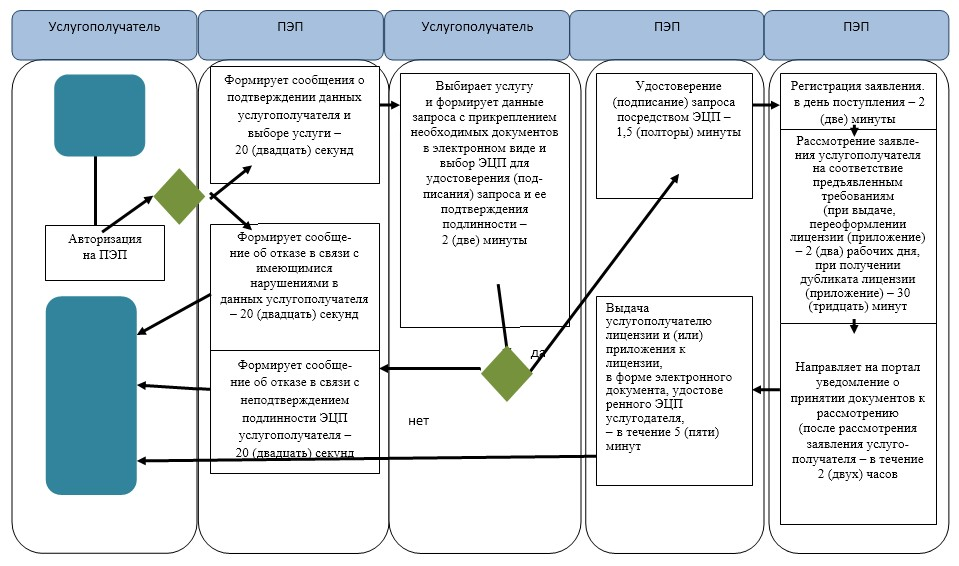 Услугополучатель
ПЭП
Услугополучатель
ПЭП
ПЭП
Авторизация
на ПЭП
Формирует сообщения о
подтверждении данных
услугополучателя и
выборе услуги –
20 (двадцать) секунд
Формирует сообще-
ние об отказе в связи с
имеющимися
нарушениями в
данных услугополучателя
– 20 (двадцать) секунд
Формирует сообще-
ние об отказе в связи с
неподтверждением
подлинности ЭЦП
услугополучателя –
20 (двадцать) секунд
Выбирает услугу
и формирует данные
запроса с прикреплением
необходимых документов
в электронном виде и
выбор ЭЦП для
удостоверения (под-
писания) запроса и ее
подтверждения
подлинности –
2 (две) минуты
да
нет
Удостоверение
(подписание) запроса
посредством ЭЦП –
1,5 (полторы) минуты
Выдача
услугополучателю
лицензии и (или)
приложения к
лицензии,
в форме электронного
документа, удостове
ренного ЭЦП
услугодателя,
– в течение 5 (пяти)
минут
Регистрация заявления.
в день поступления – 2
(две) минуты
Рассмотрение заявле-
ния услугополучателя
на соответствие
предъявленным
требованиям
(при выдаче,
переоформлении
лицензии (приложение)
– 2 (два) рабочих дня,
при получении
дубликата лицензии
(приложение) – 30
(тридцать) минут
Направляет на портал
уведомление о
принятии документов к
рассмотрению
(после рассмотрения
заявления услуго-
получателя – в течение
2 (двух) часов